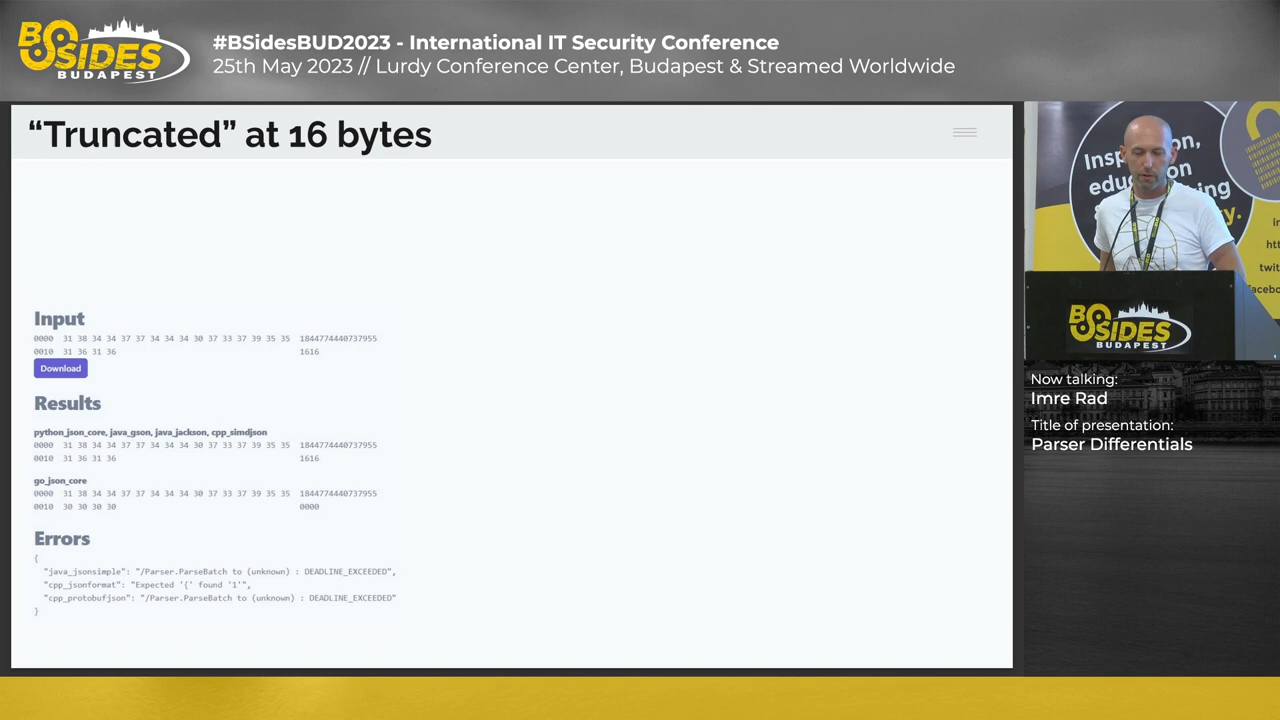 BSIDES
BUDAPEST
#BSidesBUD2023 - International IT Security Conference
25th May 2023 // Lurdy Conference Center, Budapest & Streamed Worldwide
“Truncated” at 16 bytes
Input
0000 31 38 34 34 37 37 34 34 34 30 37 33 37 39 35 35 1844774440737955
0010 31 36 31 36 1616
Download
Results
python_json_core, java_gson, java_jackson, cpp_simdjson
0000 31 38 34 34 37 37 34 34 34 30 37 33 37 39 35 35 1844774440737955
0010 31 36 31 36 1616
go_json_core
0000 31 38 34 34 37 37 34 34 34 30 37 33 37 39 35 35 1844774440737955
0010 30 30 30 30 0000
Errors
{
"java_jsonsimple": "/Parser.ParseBatch to (unknown) : DEADLINE_EXCEEDED",
"cpp_jsonformat": "Expected '{' found '1'",
"cpp_protobufjson": "/Parser.ParseBatch to (unknown) : DEADLINE_EXCEEDED"
}
BSIDES
BUDAPEST
Now talking:
Imre Rad
Title of presentation:
Parser Differentials